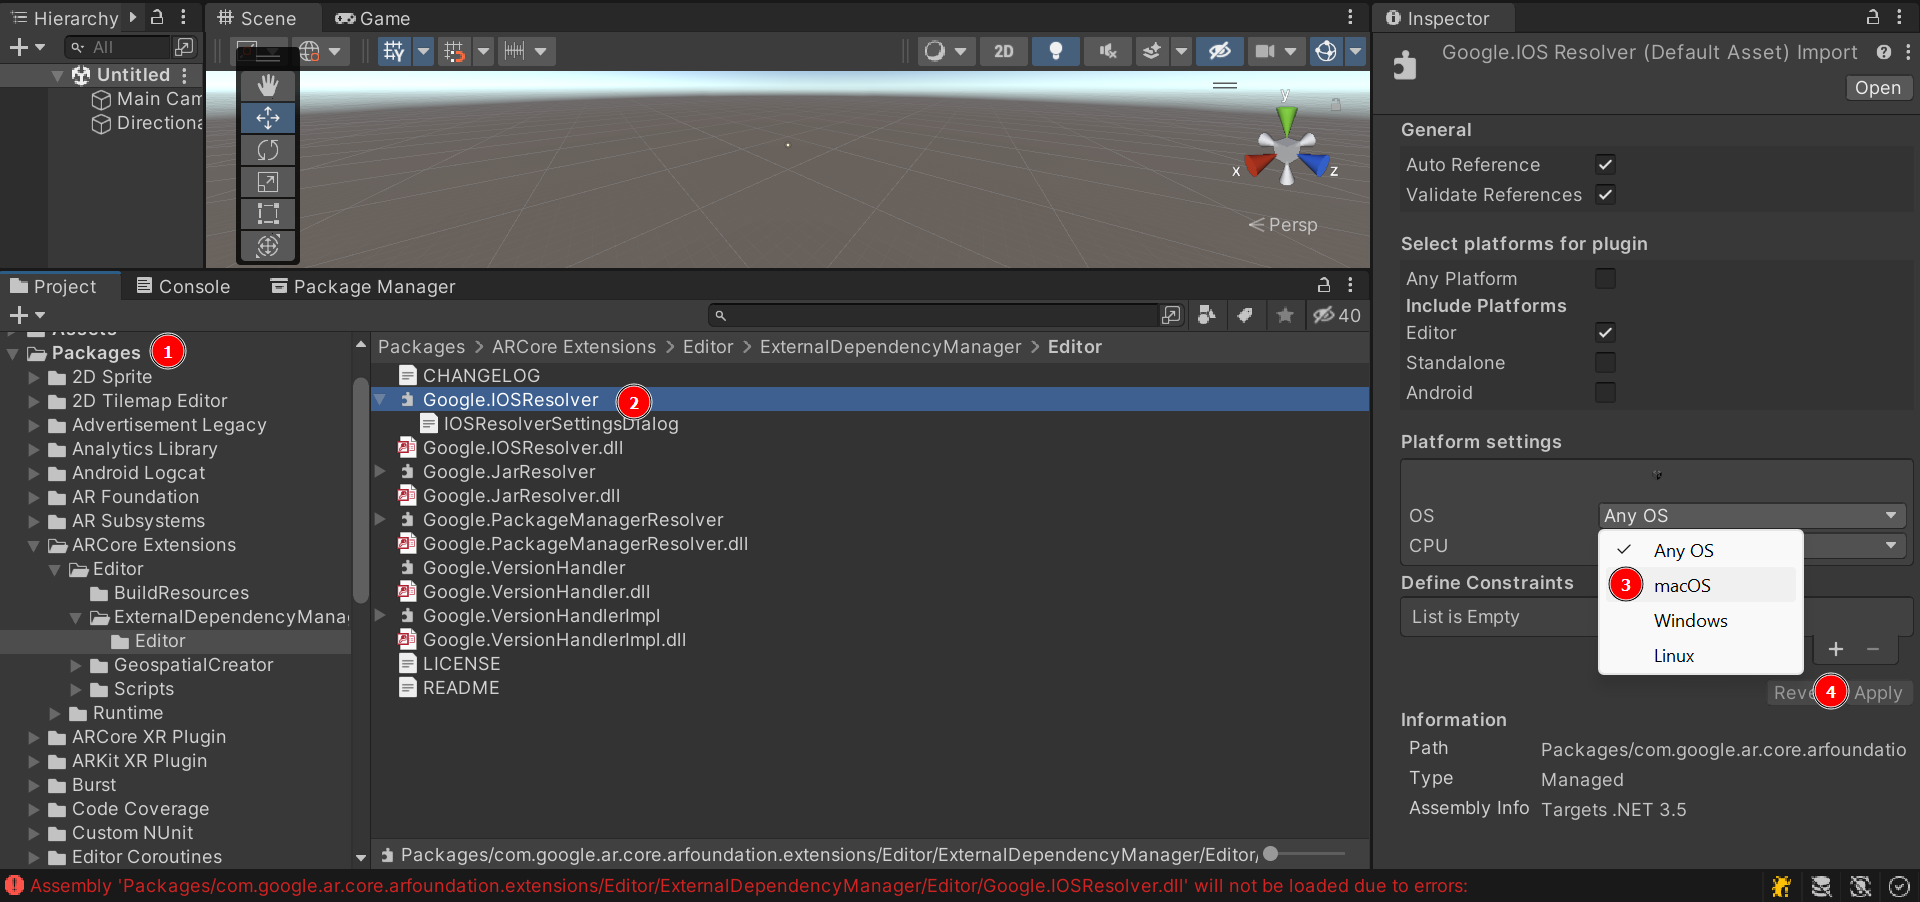 Hierarchy
Scene
Game
All
2D
Untitled
Main Cam
Directiona
y
x
z
Persp
Project
Console
Package Manager
40
Assets
Packages
1
2D Sprite
2D Tilemap Editor
Advertisement Legacy
Analytics Library
Android Logcat
AR Foundation
AR Subsystems
ARCore Extensions
Editor
BuildResources
ExternalDependencyMana
Editor
GeospatialCreator
Scripts
Runtime
ARCore XR Plugin
ARKit XR Plugin
Burst
Code Coverage
Custom NUnit
Editor Coroutines
Packages > ARCore Extensions > Editor > ExternalDependencyManager > Editor
CHANGELOG
Google.IOSResolver
2
IOSResolverSettingsDialog
Google.IOSResolver.dll
Google.JarResolver
Google.JarResolver.dll
Google.PackageManagerResolver
Google.PackageManagerResolver.dll
Google.VersionHandler
Google.VersionHandler.dll
Google.VersionHandlerImpl
Google.VersionHandlerImpl.dll
LICENSE
README
Packages/com.google.ar.core.arfoundation.extensions/Editor/ExternalDependencyManager/Editor/
Inspector
Google.IOS Resolver (Default Asset) Import
Open
General
Auto Reference
Validate References
Select platforms for plugin
Any Platform
Include Platforms
Editor
Standalone
Android
Platform settings
OS
Any OS
CPU
Any OS
3
macOS
Windows
Linux
Define Constraints
List is Empty
Reve
4
Apply
Information
Path
Packages/com.google.ar.core.arfoundatio
Type
Managed
Assembly Info
Targets .NET 3.5
Assembly 'Packages/com.google.ar.core.arfoundation.extensions/Editor/ExternalDependencyManager/Editor/Google.IOSResolver.dll' will not be loaded due to errors: